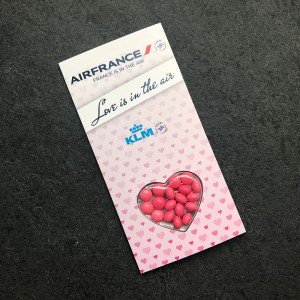 AIRFRANCE
FRANCE IS IN THE AIR
Love is in the air
KLM